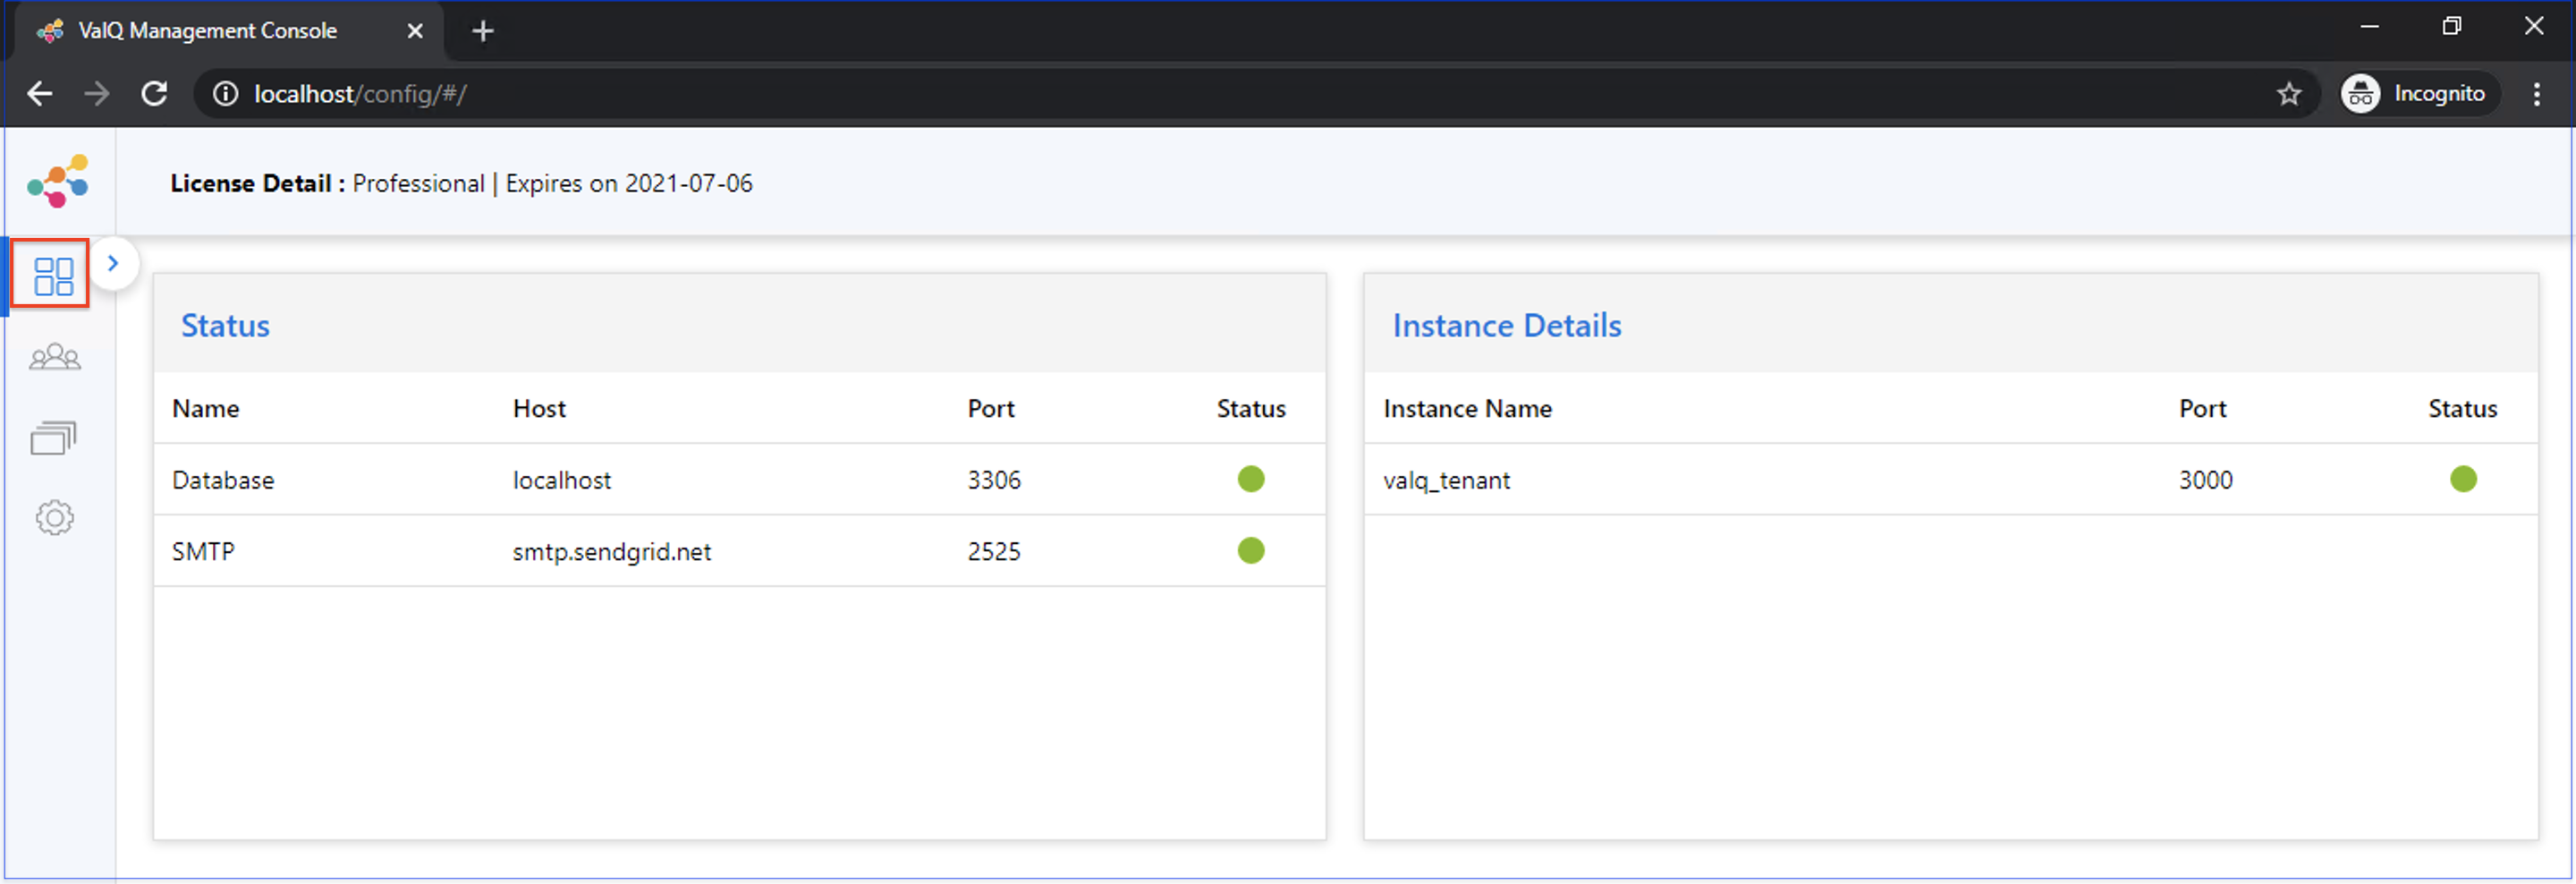 ValQ Management Console
localhost/config/#/
Incognito
License Detail : Professional | Expires on 2021-07-06
Status
Name Host Port Status
Database localhost 3306
SMTP smtp.sendgrid.net 2525
Instance Details
Instance Name Port Status
valq_tenant 3000